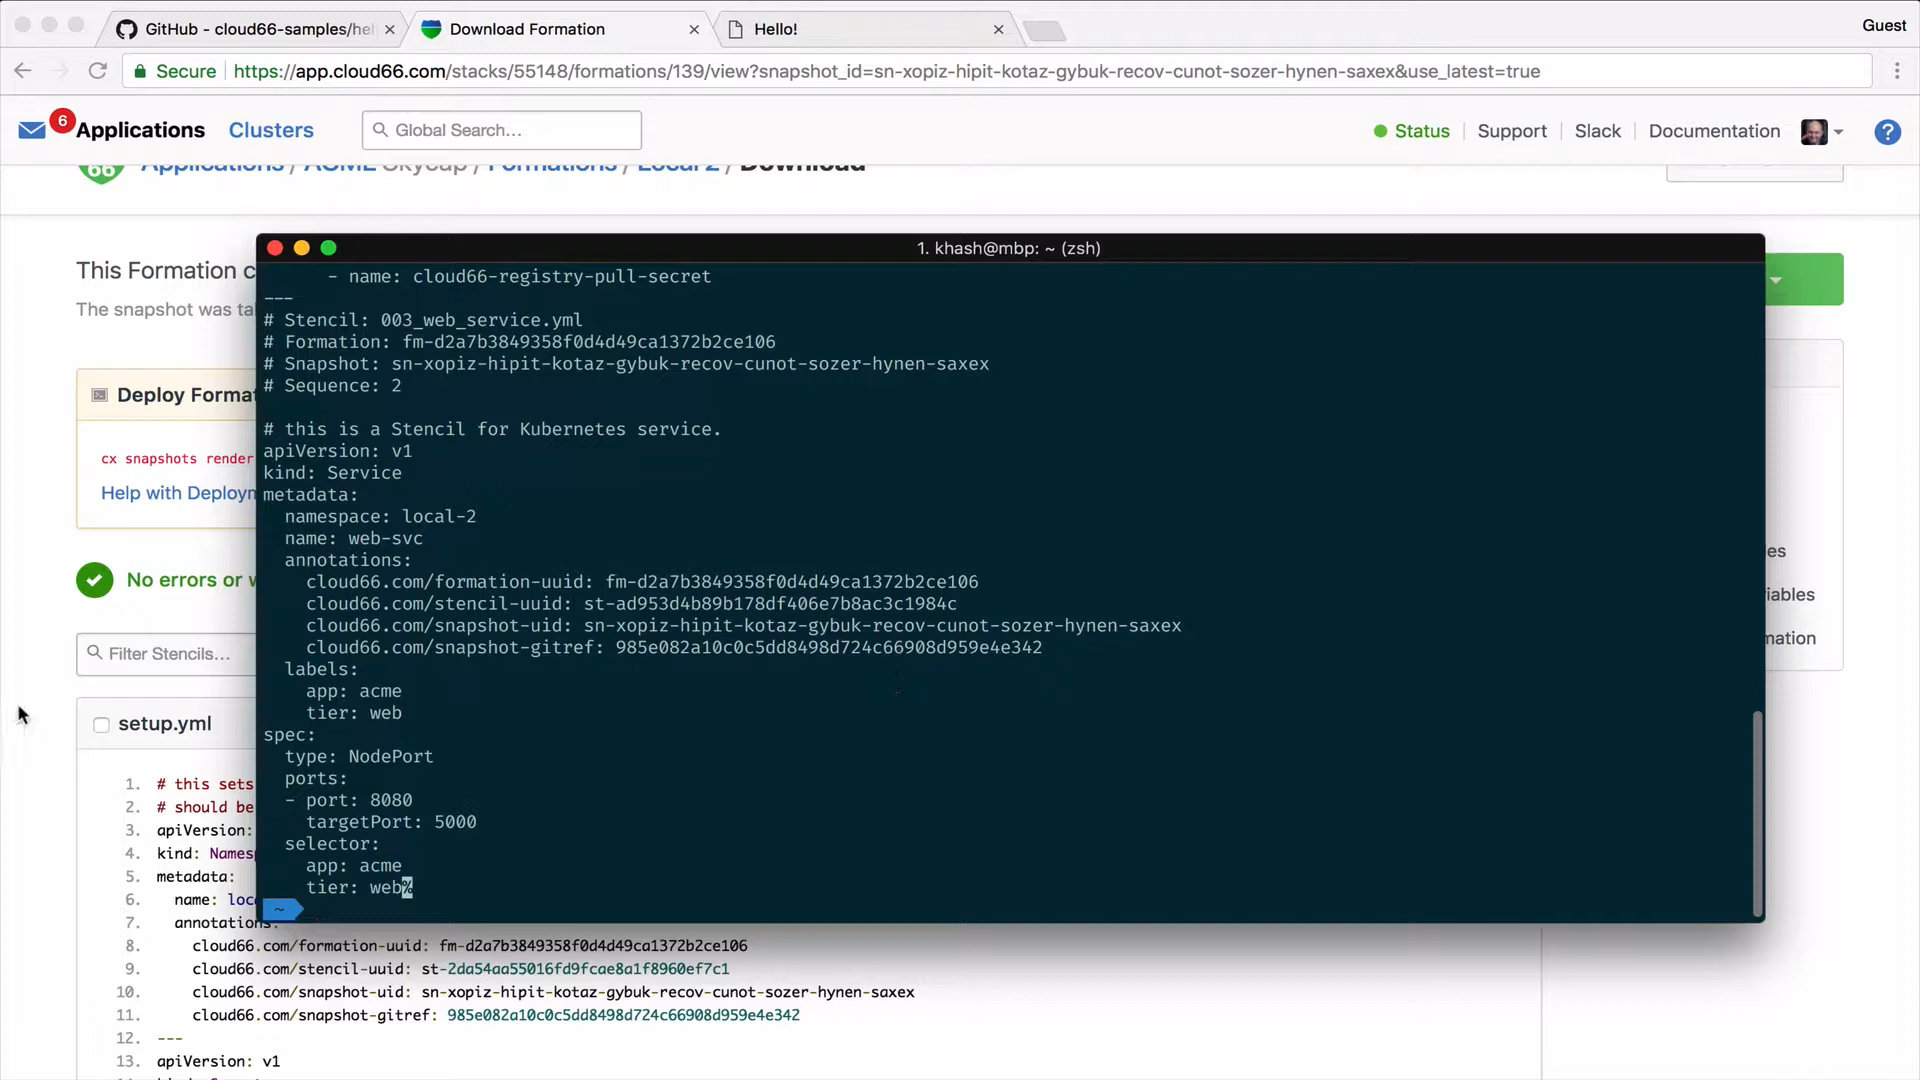 GitHub - cloud66-samples/hel
Download Formation
Hello!
Guest
Secure
https://app.cloud66.com/stacks/55148/formations/139/view?snapshot_id=sn-xopiz-hipit-kotaz-gybuk-recov-cunot-sozer-hynen-saxex&use_latest=true
6
Applications
Clusters
Global Search...
Status
Support
Slack
Documentation
?
66
Applications / ACME Skycap / Formations / Local 2 / Download
This Formation c
The snapshot was ta
Deploy Forma
cx snapshots render
Help with Deploy
No errors or
Filter Stencils...
1. khash@mbp: ~ (zsh)
- name: cloud66-registry-pull-secret
---
# Stencil: 003_web_service.yml
# Formation: fm-d2a7b3849358f0d4d49ca1372b2ce106
# Snapshot: sn-xopiz-hipit-kotaz-gybuk-recov-cunot-sozer-hynen-saxex
# Sequence: 2
# this is a Stencil for Kubernetes service.
apiVersion: v1
kind: Service
metadata:
namespace: local-2
name: web-svc
annotations:
cloud66.com/formation-uuid: fm-d2a7b3849358f0d4d49ca1372b2ce106
cloud66.com/stencil-uuid: st-ad953d4b89b178df406e7b8ac3c1984c
cloud66.com/snapshot-uid: sn-xopiz-hipit-kotaz-gybuk-recov-cunot-sozer-hynen-saxex
cloud66.com/snapshot-gitref: 985e082a10c0c5dd8498d724c66908d959e4e342
labels:
app: acme
tier: web
spec:
type: NodePort
ports:
- port: 8080
targetPort: 5000
selector:
app: acme
tier: web%
~
es
iables
mation
setup.yml
1. # this sets
2. # should be
3. apiVersion:
4. kind: Names
5. metadata:
6. name: loc
7. annotations:
8. cloud66.com/formation-uuid: fm-d2a7b3849358f0d4d49ca1372b2ce106
9. cloud66.com/stencil-uuid: st-2da54aa55016fd9fcae8a1f8960ef7c1
10. cloud66.com/snapshot-uid: sn-xopiz-hipit-kotaz-gybuk-recov-cunot-sozer-hynen-saxex
11. cloud66.com/snapshot-gitref: 985e082a10c0c5dd8498d724c66908d959e4e342
12. ---
13. apiVersion: v1